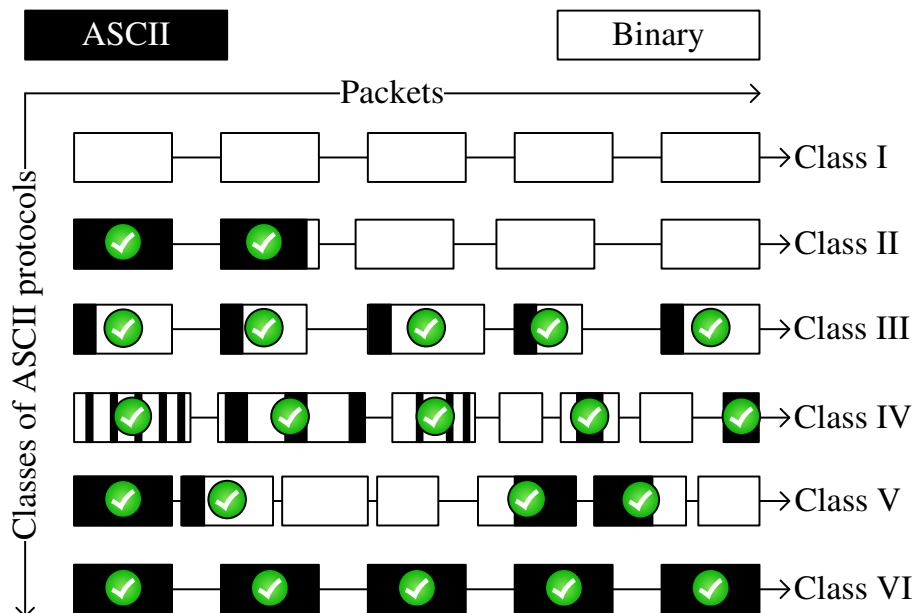 ASCII
Binary
Packets
Classes of ASCII protocols
Class I
Class II
Class III
Class IV
Class V
Class VI